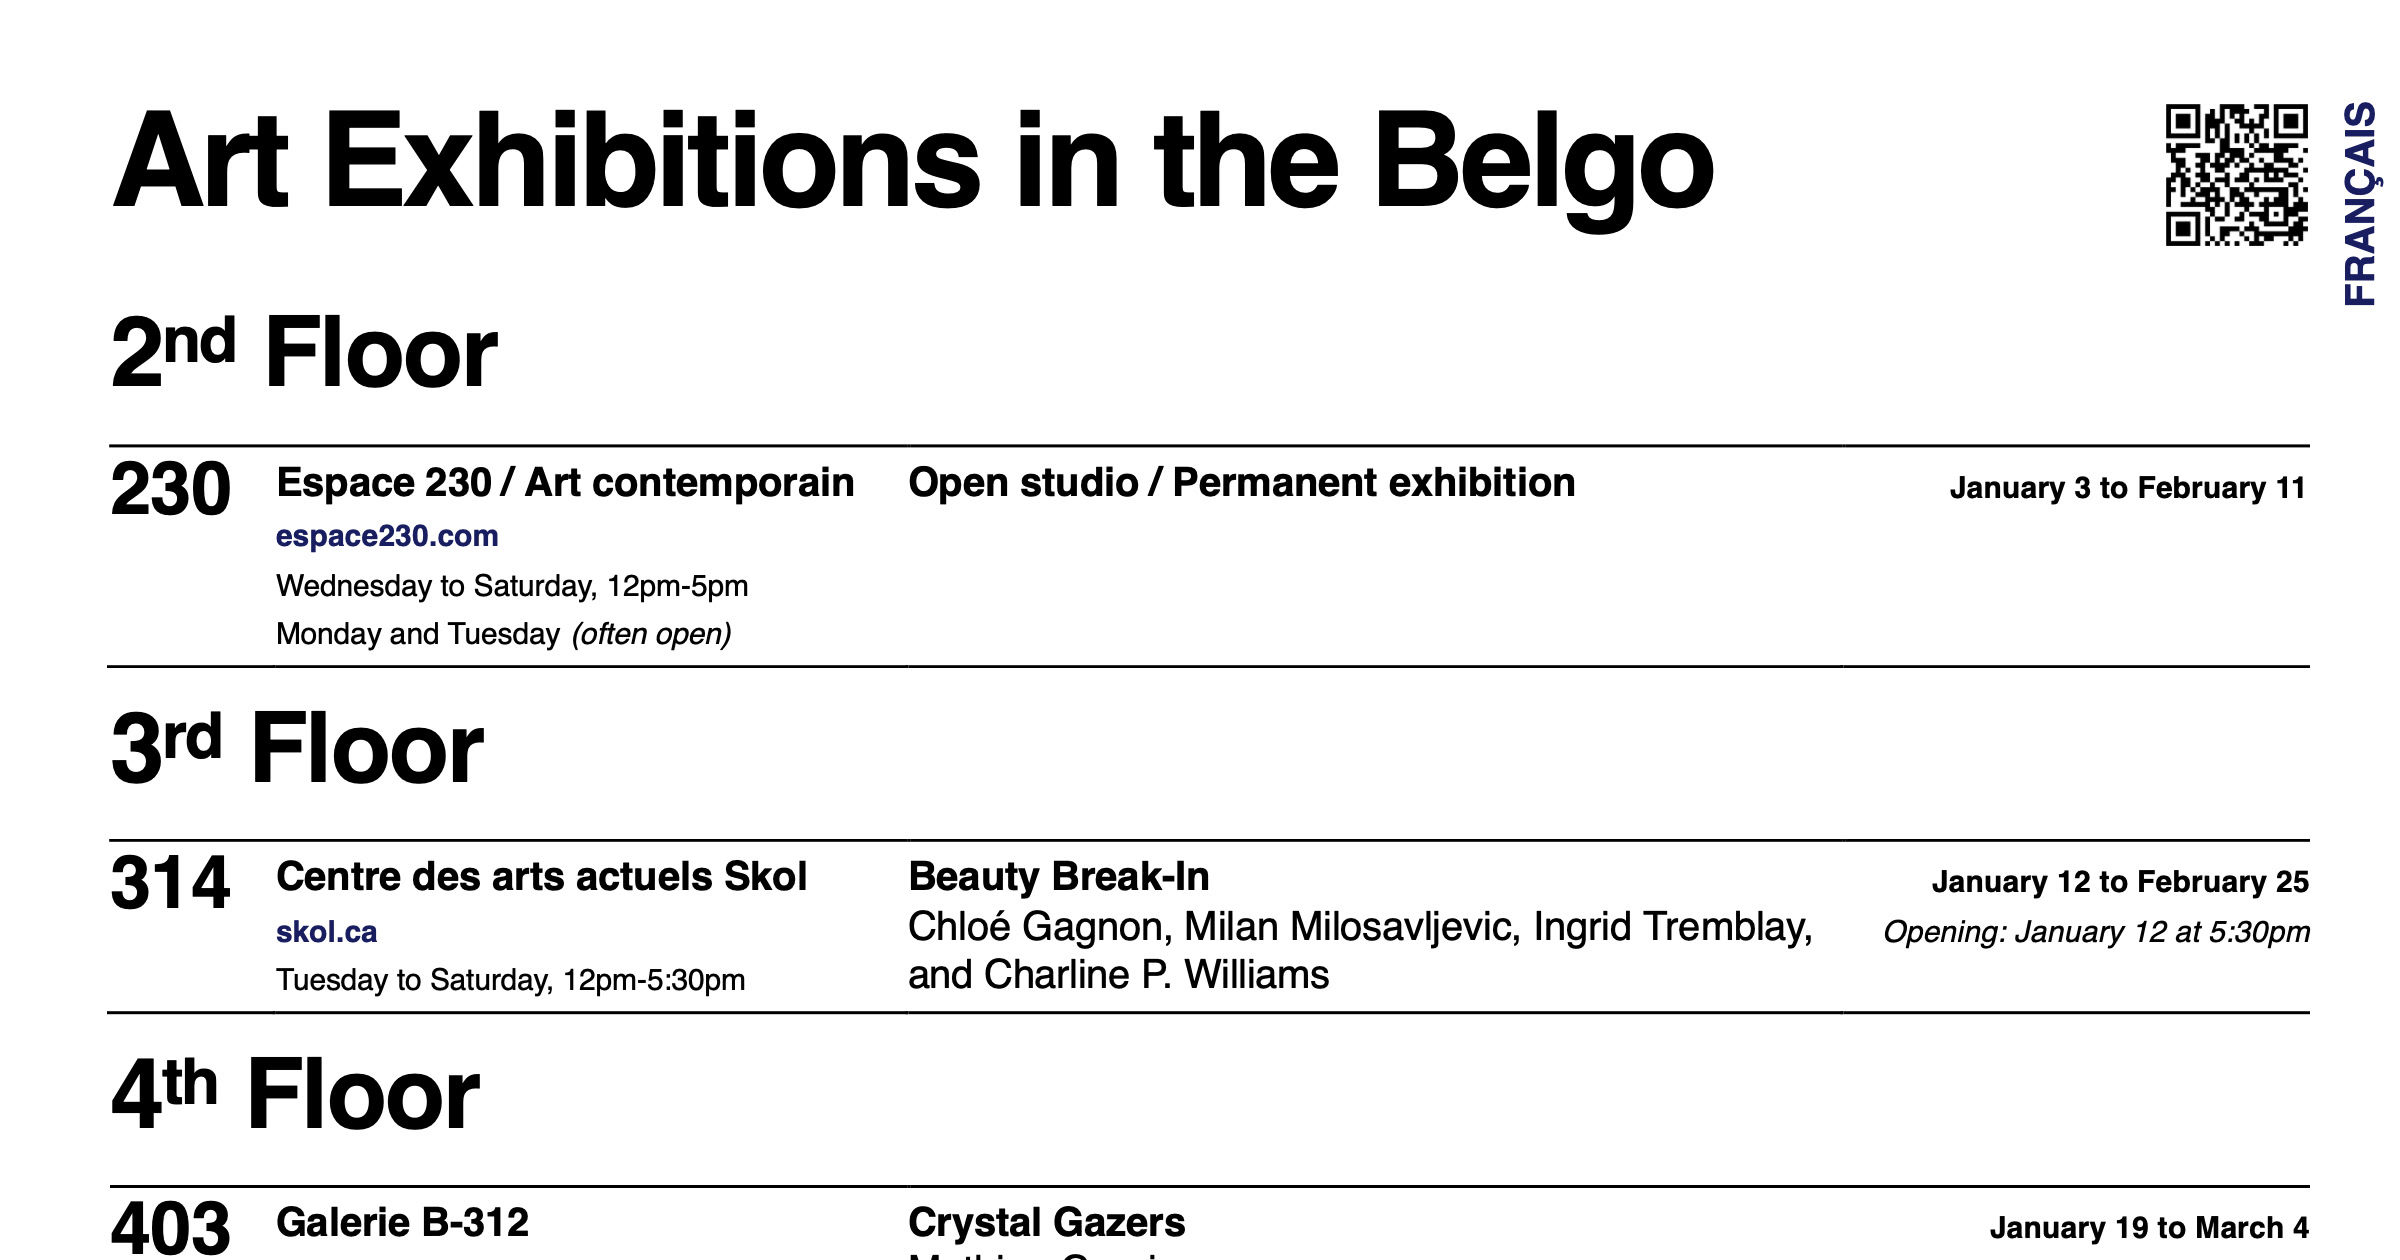 Art Exhibitions in the Belgo
FRANÇAIS
2nd Floor
230 Espace 230 / Art contemporain Open studio / Permanent exhibition January 3 to February 11
espace230.com
Wednesday to Saturday, 12pm-5pm
Monday and Tuesday (often open)
3rd Floor
314 Centre des arts actuels Skol Beauty Break-In January 12 to February 25
skol.ca Chloé Gagnon, Milan Milosavljevic, Ingrid Tremblay, Opening: January 12 at 5:30pm
Tuesday to Saturday, 12pm-5:30pm and Charline P. Williams
4th Floor
403 Galerie B-312 Crystal Gazers January 19 to March 4